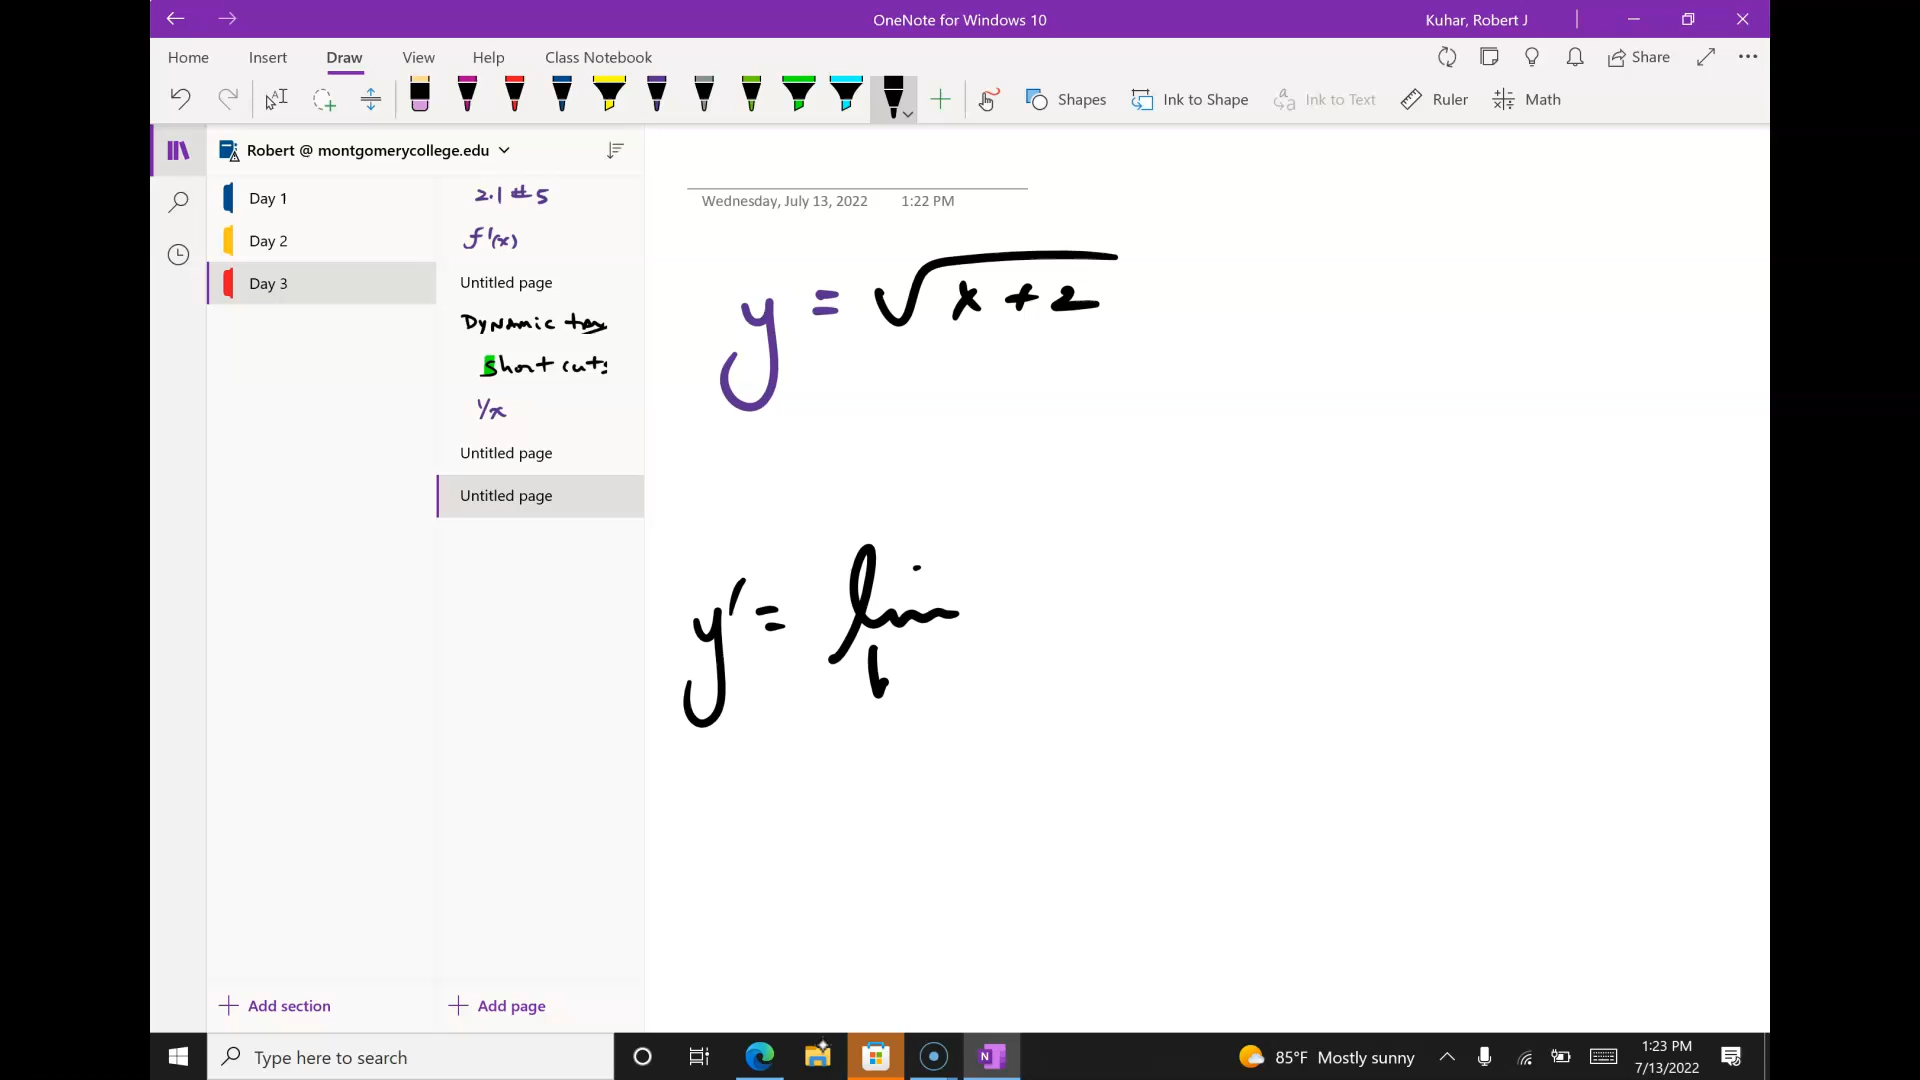 OneNote for Windows 10
Kuhar, Robert J
Home Insert Draw View Help Class Notebook
Share
Shapes Ink to Shape Ink to Text Ruler Math
Robert @ montgomerycollege.edu
Day 1
Day 2
Day 3
2.1 # 5
f'(x)
Untitled page
Dynamic
short cuts
1/x
Untitled page
Untitled page
Wednesday, July 13, 2022 1:22 PM
y = √x + 2
y' = lim
Add section
Add page
Type here to search
85°F Mostly sunny
1:23 PM
7/13/2022